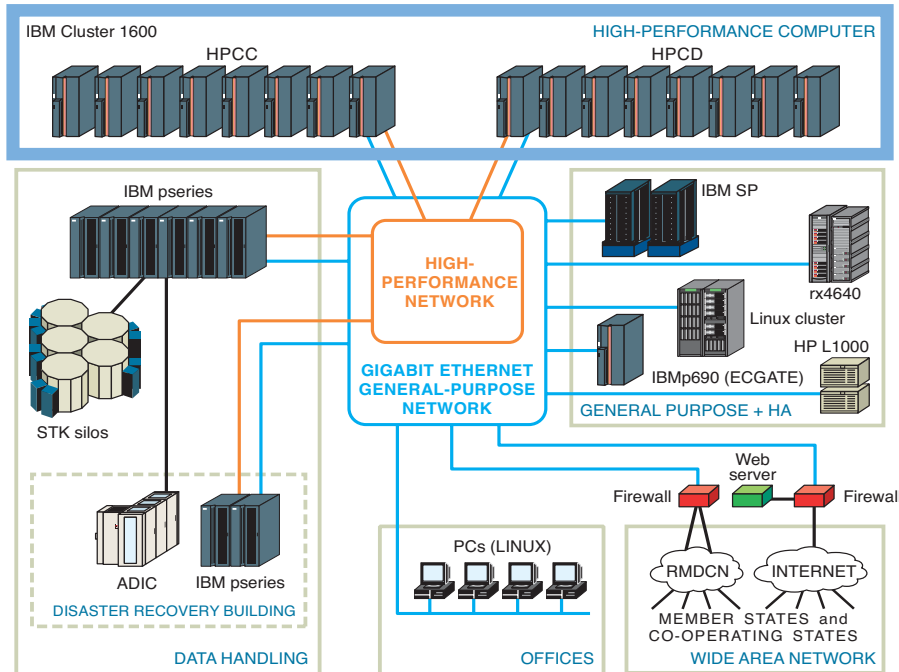 IBM Cluster 1600
HIGH-PERFORMANCE COMPUTER
HPCC
HPCD
IBM pseries
STK silos
ADIC
IBM pseries
DISASTER RECOVERY BUILDING
DATA HANDLING
HIGH-
PERFORMANCE
NETWORK
GIGABIT ETHERNET
GENERAL-PURPOSE
NETWORK
IBM SP
rx4640
Linux cluster
HP L1000
IBMp690 (ECGATE)
GENERAL PURPOSE + HA
PCs (LINUX)
OFFICES
Firewall
Web
server
Firewall
RMDCN
INTERNET
MEMBER STATES and
CO-OPERATING STATES
WIDE AREA NETWORK